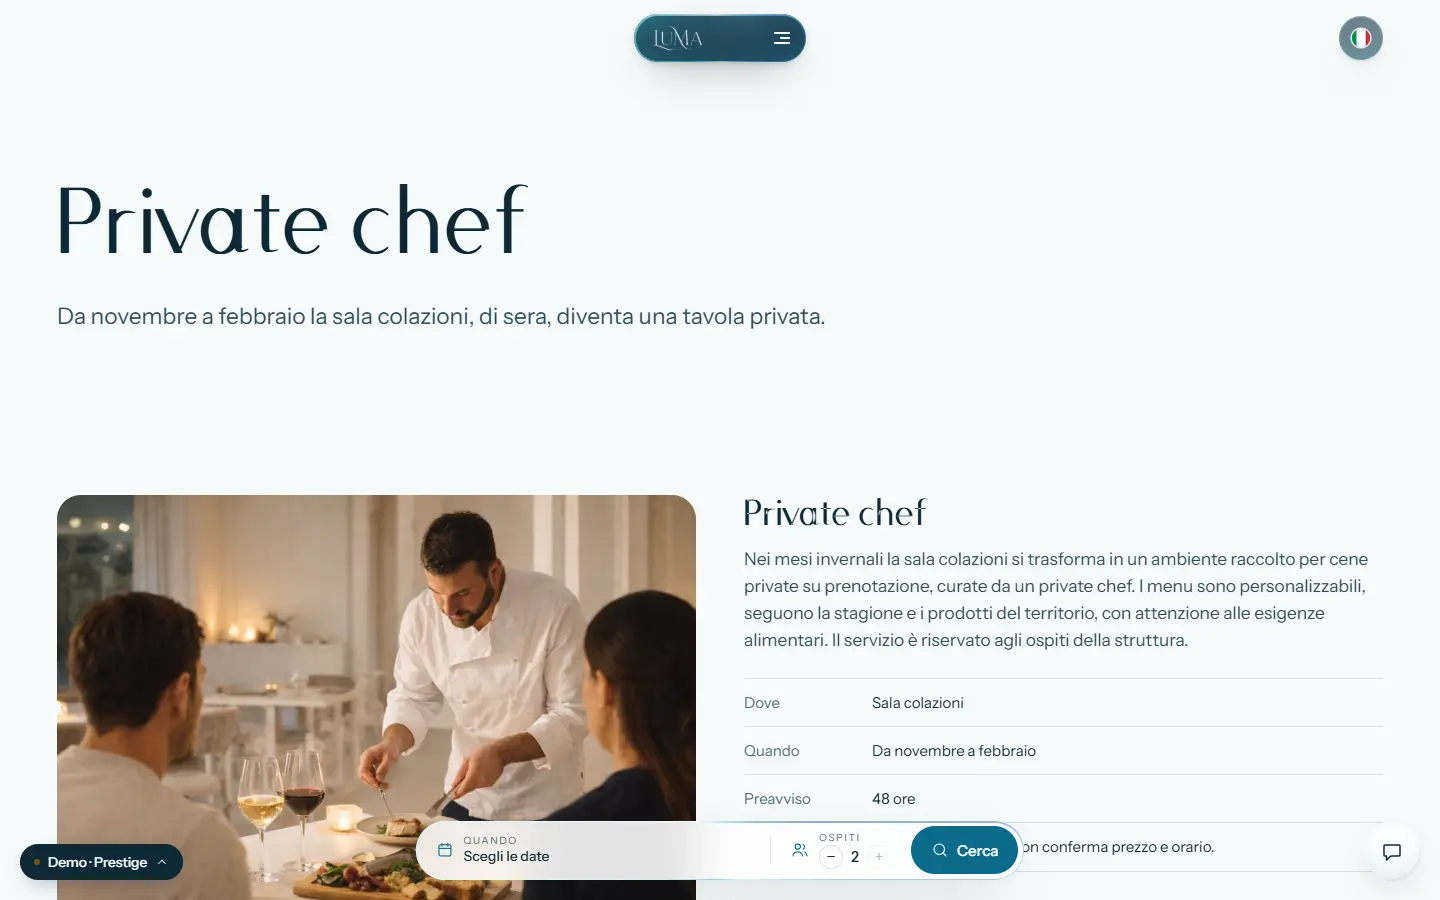 LUMA
Private chef
Da novembre a febbraio la sala colazioni, di sera, diventa una tavola privata.
Private chef
Nei mesi invernali la sala colazioni si trasforma in un ambiente raccolto per cene
private su prenotazione, curate da un private chef. I menu sono personalizzabili,
seguono la stagione e i prodotti del territorio, con attenzione alle esigenze
alimentari. Il servizio è riservato agli ospiti della struttura.
Dove Sala colazioni
Quando Da novembre a febbraio
Preavviso 48 ore
conferma prezzo e orario.
Demo · Prestige
QUANDO
Scegli le date
OSPITI
− 2 +
Cerca